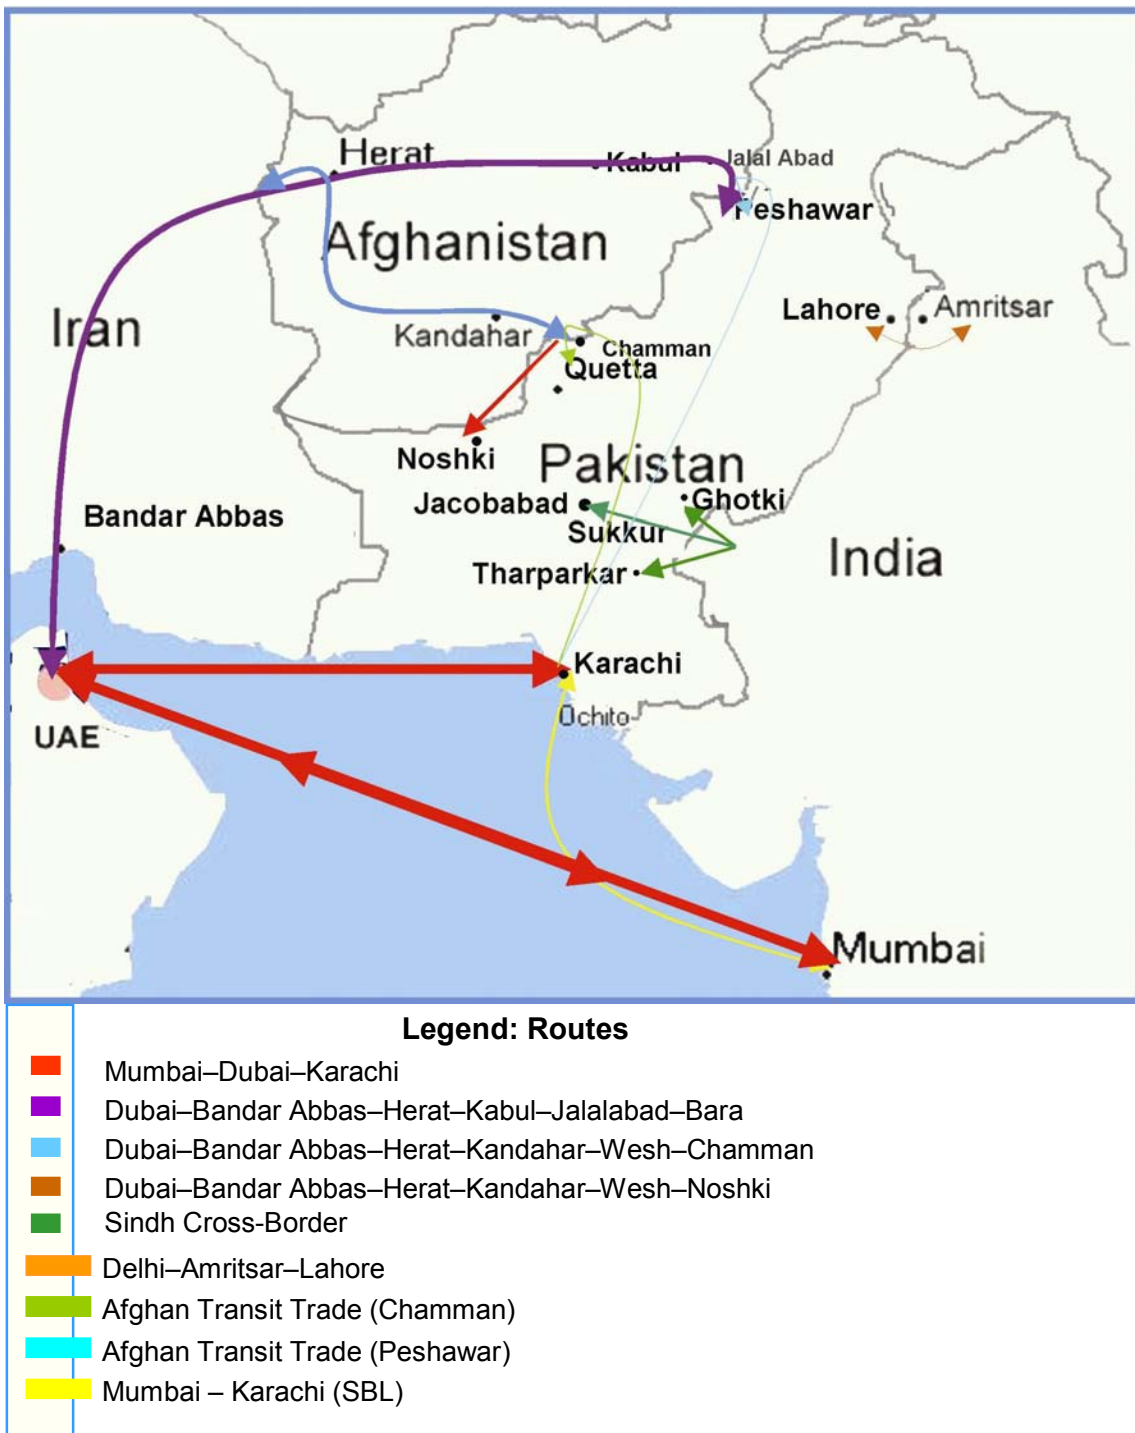 Herat
Kabul
Jalal Abad
Peshawar
Afghanistan
Iran
Lahore
Amritsar
Kandahar
Chamman
Quetta
Noshki
Pakistan
Jacobabad
Ghotki
Bandar Abbas
Sukkur
India
Tharparkar
Karachi
Ochito
UAE
Mumbai
Legend: Routes
Mumbai–Dubai–Karachi
Dubai–Bandar Abbas–Herat–Kabul–Jalalabad–Bara
Dubai–Bandar Abbas–Herat–Kandahar–Wesh–Chamman
Dubai–Bandar Abbas–Herat–Kandahar–Wesh–Noshki
Sindh Cross-Border
Delhi–Amritsar–Lahore
Afghan Transit Trade (Chamman)
Afghan Transit Trade (Peshawar)
Mumbai – Karachi (SBL)